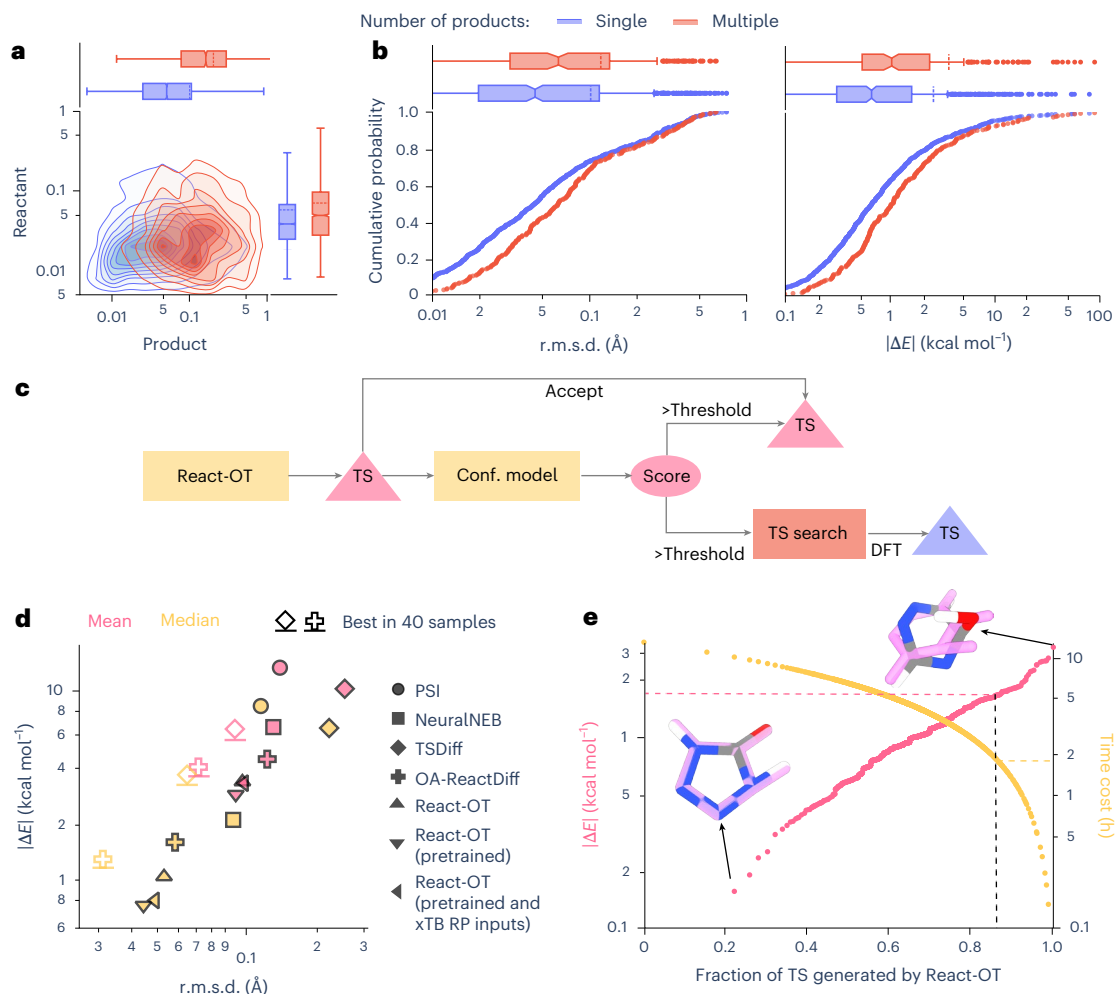 Number of products: Single Multiple
a
Reactant
1
5
0.1
5
0.01
5
0.01 5 0.1 5 1
Product
b
Cumulative probability
1.0
0.8
0.6
0.4
0.2
0
0.01 2 5 0.1 2 5 1
r.m.s.d. (Å)
0.1 2 5 1 2 5 10 2 5 100
|ΔE| (kcal mol⁻¹)
c
Accept
>Threshold
TS
React-OT
TS
Conf. model
Score
>Threshold
TS search
DFT
TS
d
Mean Median Best in 40 samples
|ΔE| (kcal mol⁻¹)
10
8
6
4
2
1
8
6
3 4 5 6 7 8 9 0.1 2 3
r.m.s.d. (Å)
PSI
NeuralNEB
TSDiff
OA-ReactDiff
React-OT
React-OT
(pretrained)
React-OT
(pretrained and
xTB RP inputs)
e
|ΔE| (kcal mol⁻¹)
3
2
1
5
2
0.1
0 0.2 0.4 0.6 0.8 1.0
Fraction of TS generated by React-OT
10
5
2
1
5
0.1
Time cost (h)